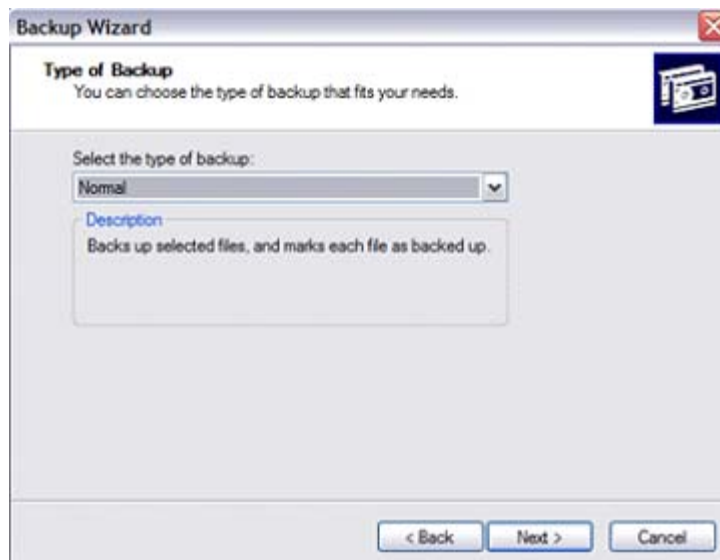 Backup Wizard
Type of Backup
You can choose the type of backup that fits your needs.
Select the type of backup:
Normal
Description
Backs up selected files, and marks each file as backed up.
< Back
Next >
Cancel